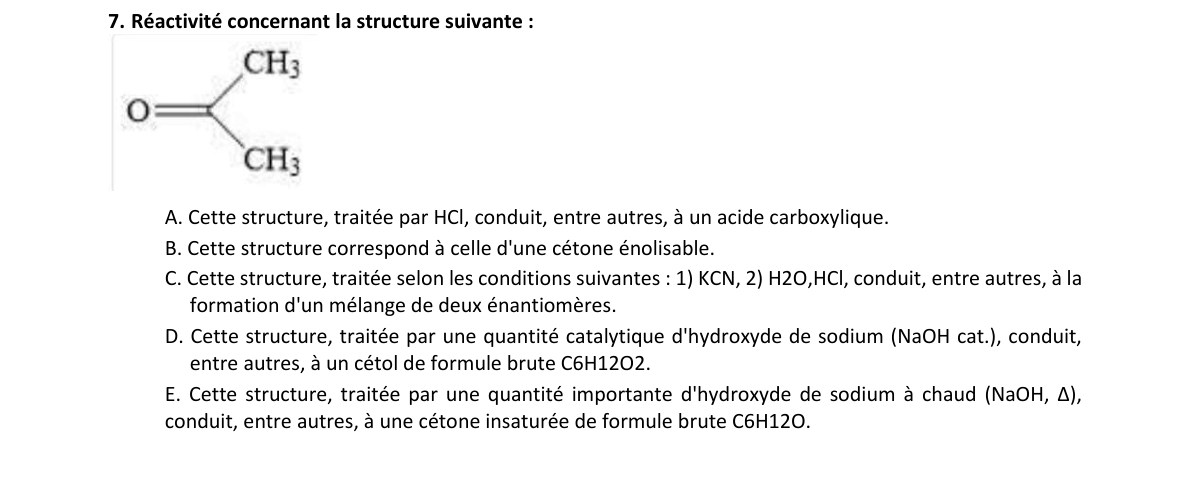 7. Réactivité concernant la structure suivante :
CH3
O
CH3
A. Cette structure, traitée par HCl, conduit, entre autres, à un acide carboxylique.
B. Cette structure correspond à celle d'une cétone énolisable.
C. Cette structure, traitée selon les conditions suivantes : 1) KCN, 2) H2O,HCl, conduit, entre autres, à la
formation d'un mélange de deux énantiomères.
D. Cette structure, traitée par une quantité catalytique d'hydroxyde de sodium (NaOH cat.), conduit,
entre autres, à un cétol de formule brute C6H12O2.
E. Cette structure, traitée par une quantité importante d'hydroxyde de sodium à chaud (NaOH, Δ),
conduit, entre autres, à une cétone insaturée de formule brute C6H12O.